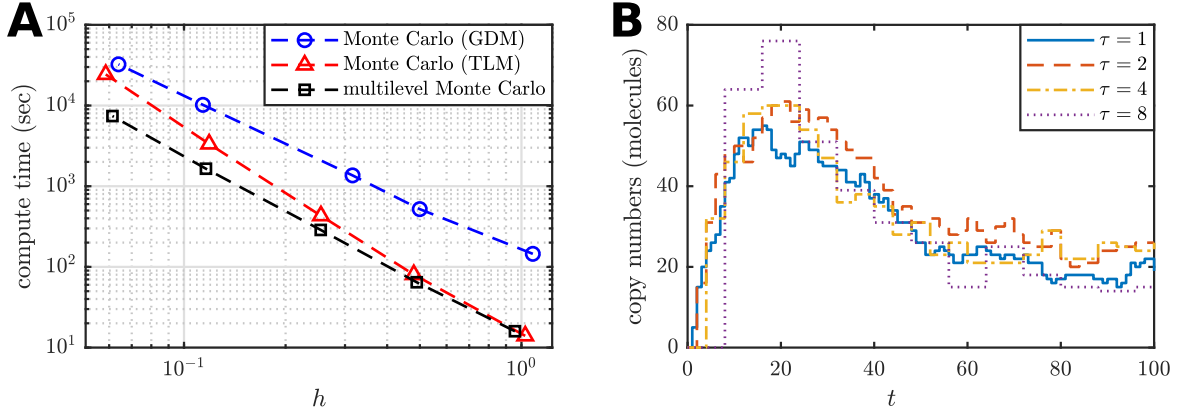 A
compute time (sec)
10^5
10^4
10^3
10^2
10^1
10^{-1}
10^0
h
Monte Carlo (GDM)
Monte Carlo (TLM)
multilevel Monte Carlo
B
copy numbers (molecules)
80
60
40
20
0
0 20 40 60 80 100
t
τ = 1
τ = 2
τ = 4
τ = 8